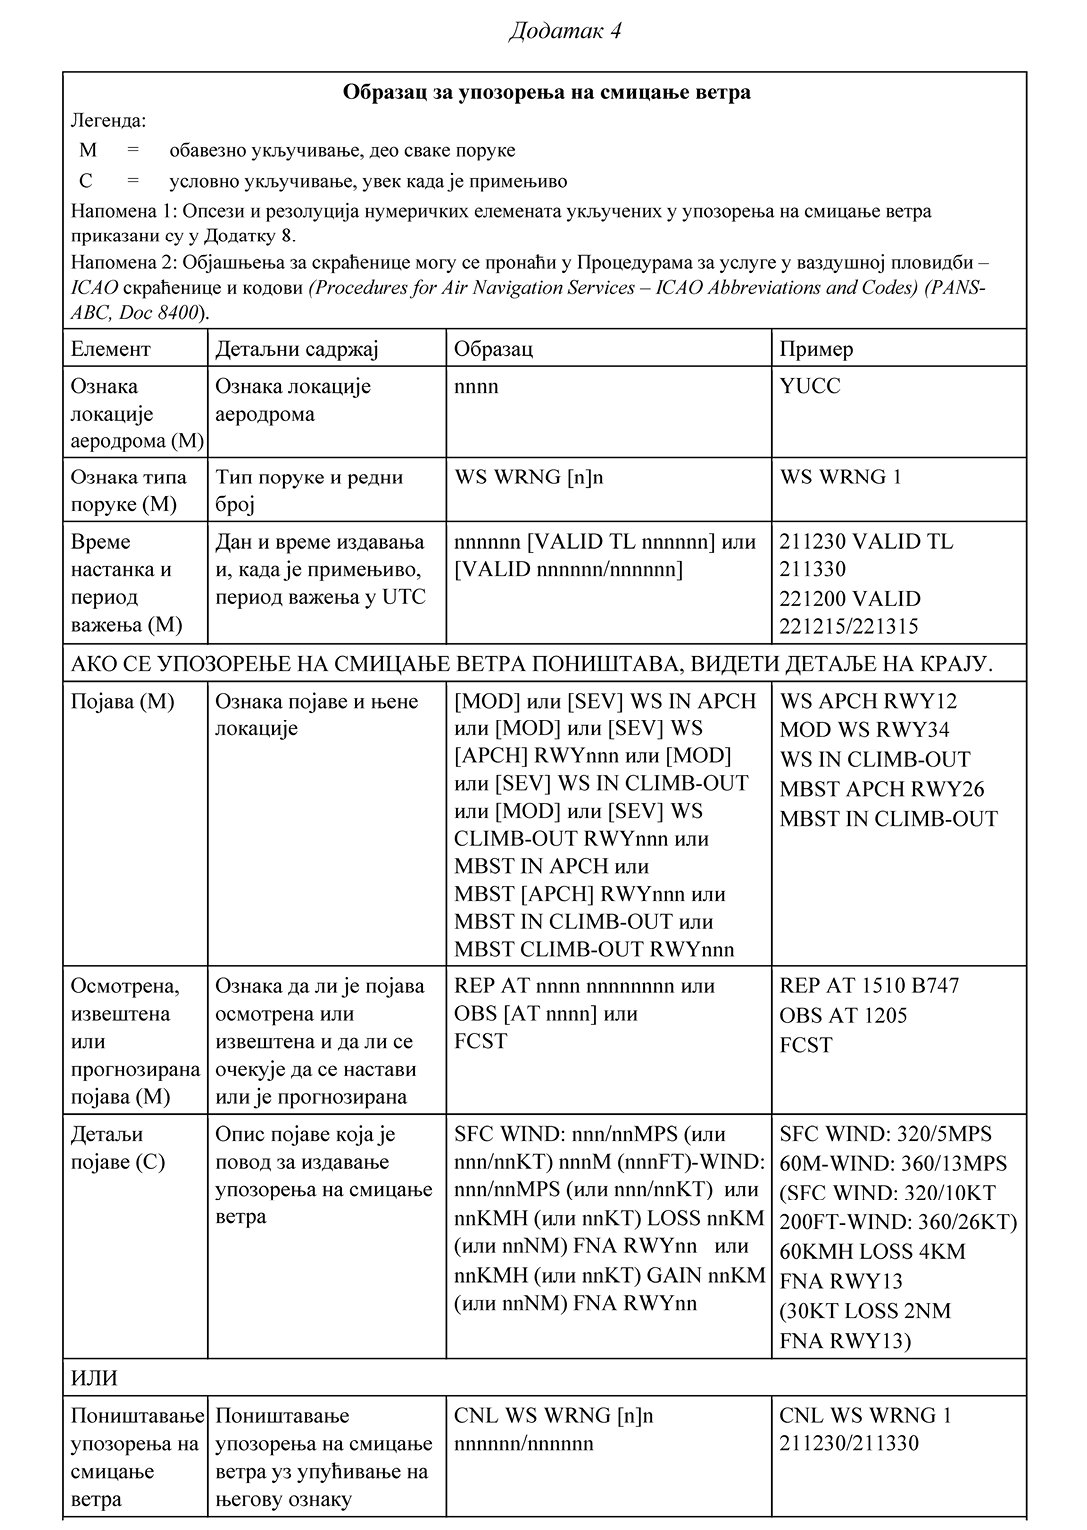 Додатак 4
Образац за упозорења на смицање ветра
Легенда:
М = обавезно укључивање, део сваке поруке
С = условно укључивање, увек када је примењиво
Напомена 1: Опсези и резолуција нумеричких елемената укључених у упозорења на смицање ветра
приказани су у Додатку 8.
Напомена 2: Објашњења за скраћенице могу се пронаћи у Процедурама за услуге у ваздушној пловидби –
ICAO скраћенице и кодови (Procedures for Air Navigation Services – ICAO Abbreviations and Codes) (PANS-
ABC, Doc 8400).
Елемент
Детаљни садржај
Образац
Пример
Ознака
локације
аеродрома (М)
Ознака локације
аеродрома
nnnn
YUCC
Ознака типа
поруке (М)
Тип поруке и редни
број
WS WRNG [n]n
WS WRNG 1
Време
настанка и
период
важења (М)
Дан и време издавања
и, када је примењиво,
период важења у UTC
nnnnnn [VALID TL nnnnnn] или
[VALID nnnnnn/nnnnnn]
211230 VALID TL
211330
221200 VALID
221215/221315
АКО СЕ УПОЗОРЕЊЕ НА СМИЦАЊЕ ВЕТРА ПОНИШТАВА, ВИДЕТИ ДЕТАЉЕ НА КРАЈУ.
Појава (М)
Ознака појаве и њене
локације
[MOD] или [SEV] WS IN APCH
или [MOD] или [SEV] WS
[APCH] RWYnnn или [MOD]
или [SEV] WS IN CLIMB-OUT
или [MOD] или [SEV] WS
CLIMB-OUT RWYnnn или
MBST IN APCH или
MBST [APCH] RWYnnn или
MBST IN CLIMB-OUT или
MBST CLIMB-OUT RWYnnn
WS APCH RWY12
MOD WS RWY34
WS IN CLIMB-OUT
MBST APCH RWY26
MBST IN CLIMB-OUT
Осмотрена,
извештена
или
прогнозирана
појава (М)
Ознака да ли је појава
осмотрена или
извештена и да ли се
очекује да се настави
или је прогнозирана
REP AT nnnn nnnnnnnn или
OBS [AT nnnn] или
FCST
REP AT 1510 B747
OBS AT 1205
FCST
Детаљи
појаве (С)
Опис појаве која је
повод за издавање
упозорења на смицање
ветра
SFC WIND: nnn/nnMPS (или
nnn/nnKT) nnnM (nnnFT)-WIND:
nnn/nnMPS (или nnn/nnKT) или
nnKMH (или nnKT) LOSS nnKM
(или nnNM) FNA RWYnn или
nnKMH (или nnKT) GAIN nnKM
(или nnNM) FNA RWYnn
SFC WIND: 320/5MPS
60M-WIND: 360/13MPS
(SFC WIND: 320/10KT
200FT-WIND: 360/26KT)
60KMH LOSS 4KM
FNA RWY13
(30KT LOSS 2NM
FNA RWY13)
ИЛИ
Поништавање
упозорења на
смицање
ветра
Поништавање
упозорења на смицање
ветра уз упућивање на
његову ознаку
CNL WS WRNG [n]n
nnnnnn/nnnnnn
CNL WS WRNG 1
211230/211330